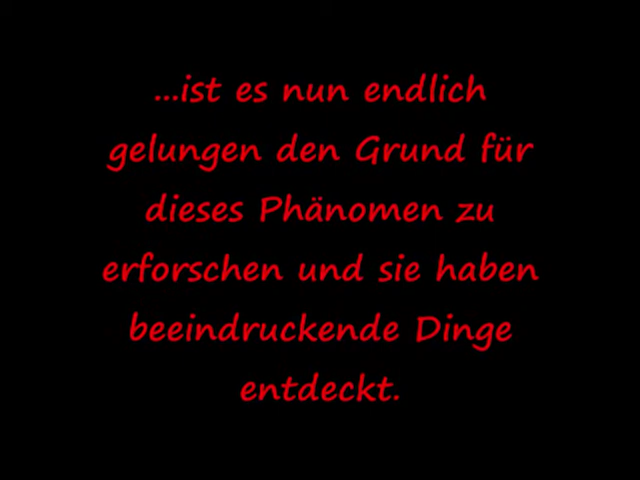 ...ist es nun endlich
gelungen den Grund für
dieses Phänomen zu
erforschen und sie haben
beeindruckende Dinge
entdeckt.